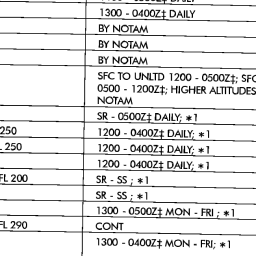 1300 - 0400Z‡ DAILY
BY NOTAM
BY NOTAM
BY NOTAM
SFC TO UNLTD 1200 - 0500Z‡; SFC
0500 - 1200Z‡; HIGHER ALTITUDES
NOTAM
SR - 0500Z‡ DAILY; *1
250 1200 - 0400Z‡ DAILY; *1
L 250 1200 - 0400Z‡ DAILY; *1
1200 - 0400Z‡ DAILY; *1
FL 200 SR - SS ; *1
SR - SS ; *1
1300 - 0500Z‡ MON - FRI ; *1
FL 290 CONT
1300 - 0400Z‡ MON - FRI; *1